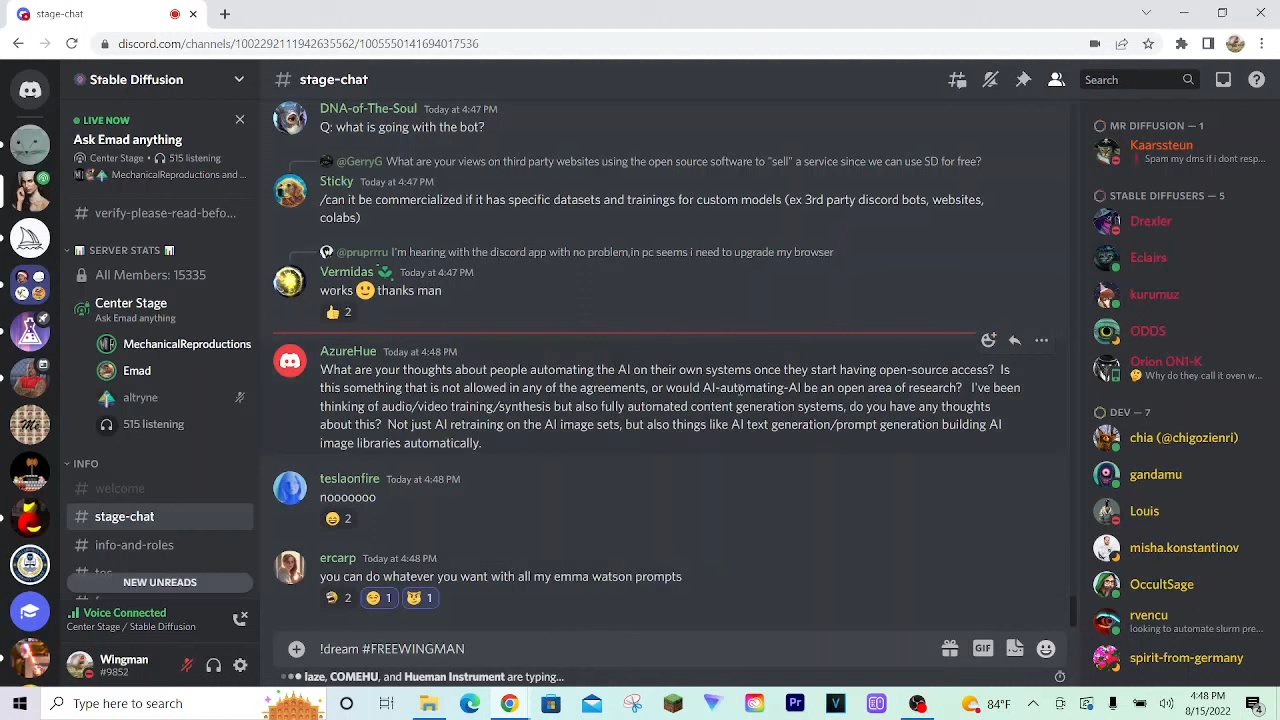 stage-chat
discord.com/channels/1002292111942635562/1005550141694017536
Stable Diffusion
LIVE NOW
Ask Emad anything
Center Stage • 515 listening
MechanicalReproductions and ...
# verify-please-read-befo...
SERVER STATS
All Members: 15335
Center Stage
Ask Emad anything
MechanicalReproductions
Emad
altryne
515 listening
INFO
# welcome
# stage-chat
# info-and-roles
NEW UNREADS
Voice Connected
Center Stage / Stable Diffusion
Wingman
#9852
# stage-chat
Search
DNA-of-The-Soul Today at 4:47 PM
Q: what is going with the bot?
@GerryG What are your views on third party websites using the open source software to "sell" a service since we can use SD for free?
Sticky Today at 4:47 PM
/can it be commercialized if it has specific datasets and trainings for custom models (ex 3rd party discord bots, websites,
colabs)
@pruprrru I'm hearing with the discord app with no problem,in pc seems i need to upgrade my browser
Vermidas Today at 4:47 PM
works 🙂 thanks man
👍 2
AzureHue Today at 4:48 PM
What are your thoughts about people automating the AI on their own systems once they start having open-source access? Is
this something that is not allowed in any of the agreements, or would AI-automating-AI be an open area of research? I've been
thinking of audio/video training/synthesis but also fully automated content generation systems, do you have any thoughts
about this? Not just AI training on the AI image sets, but also things like AI text generation/prompt generation building AI
image libraries automatically.
teslaonfire Today at 4:48 PM
nooooooo
2
ercarp Today at 4:48 PM
you can do whatever you want with all my emma watson prompts
2 1 1
!dream #FREEWINGMAN
GIF
laze, COMEHU, and Hueman Instrument are typing...
MR DIFFUSION — 1
Kaarssteun
❗ Spam my dms if i dont resp...
STABLE DIFFUSERS — 5
Drexler
Eclairs
kurumuz
ODDS
Orion ON1-K
🤔 Why do they call it oven w...
DEV — 7
chia (@chigozienri)
gandamu
Louis
misha.konstantinov
OccultSage
rvencu
looking to automate slurm pre...
spirit-from-germany
Type here to search
Pr
V
84°F
4:48 PM
8/15/2022
4